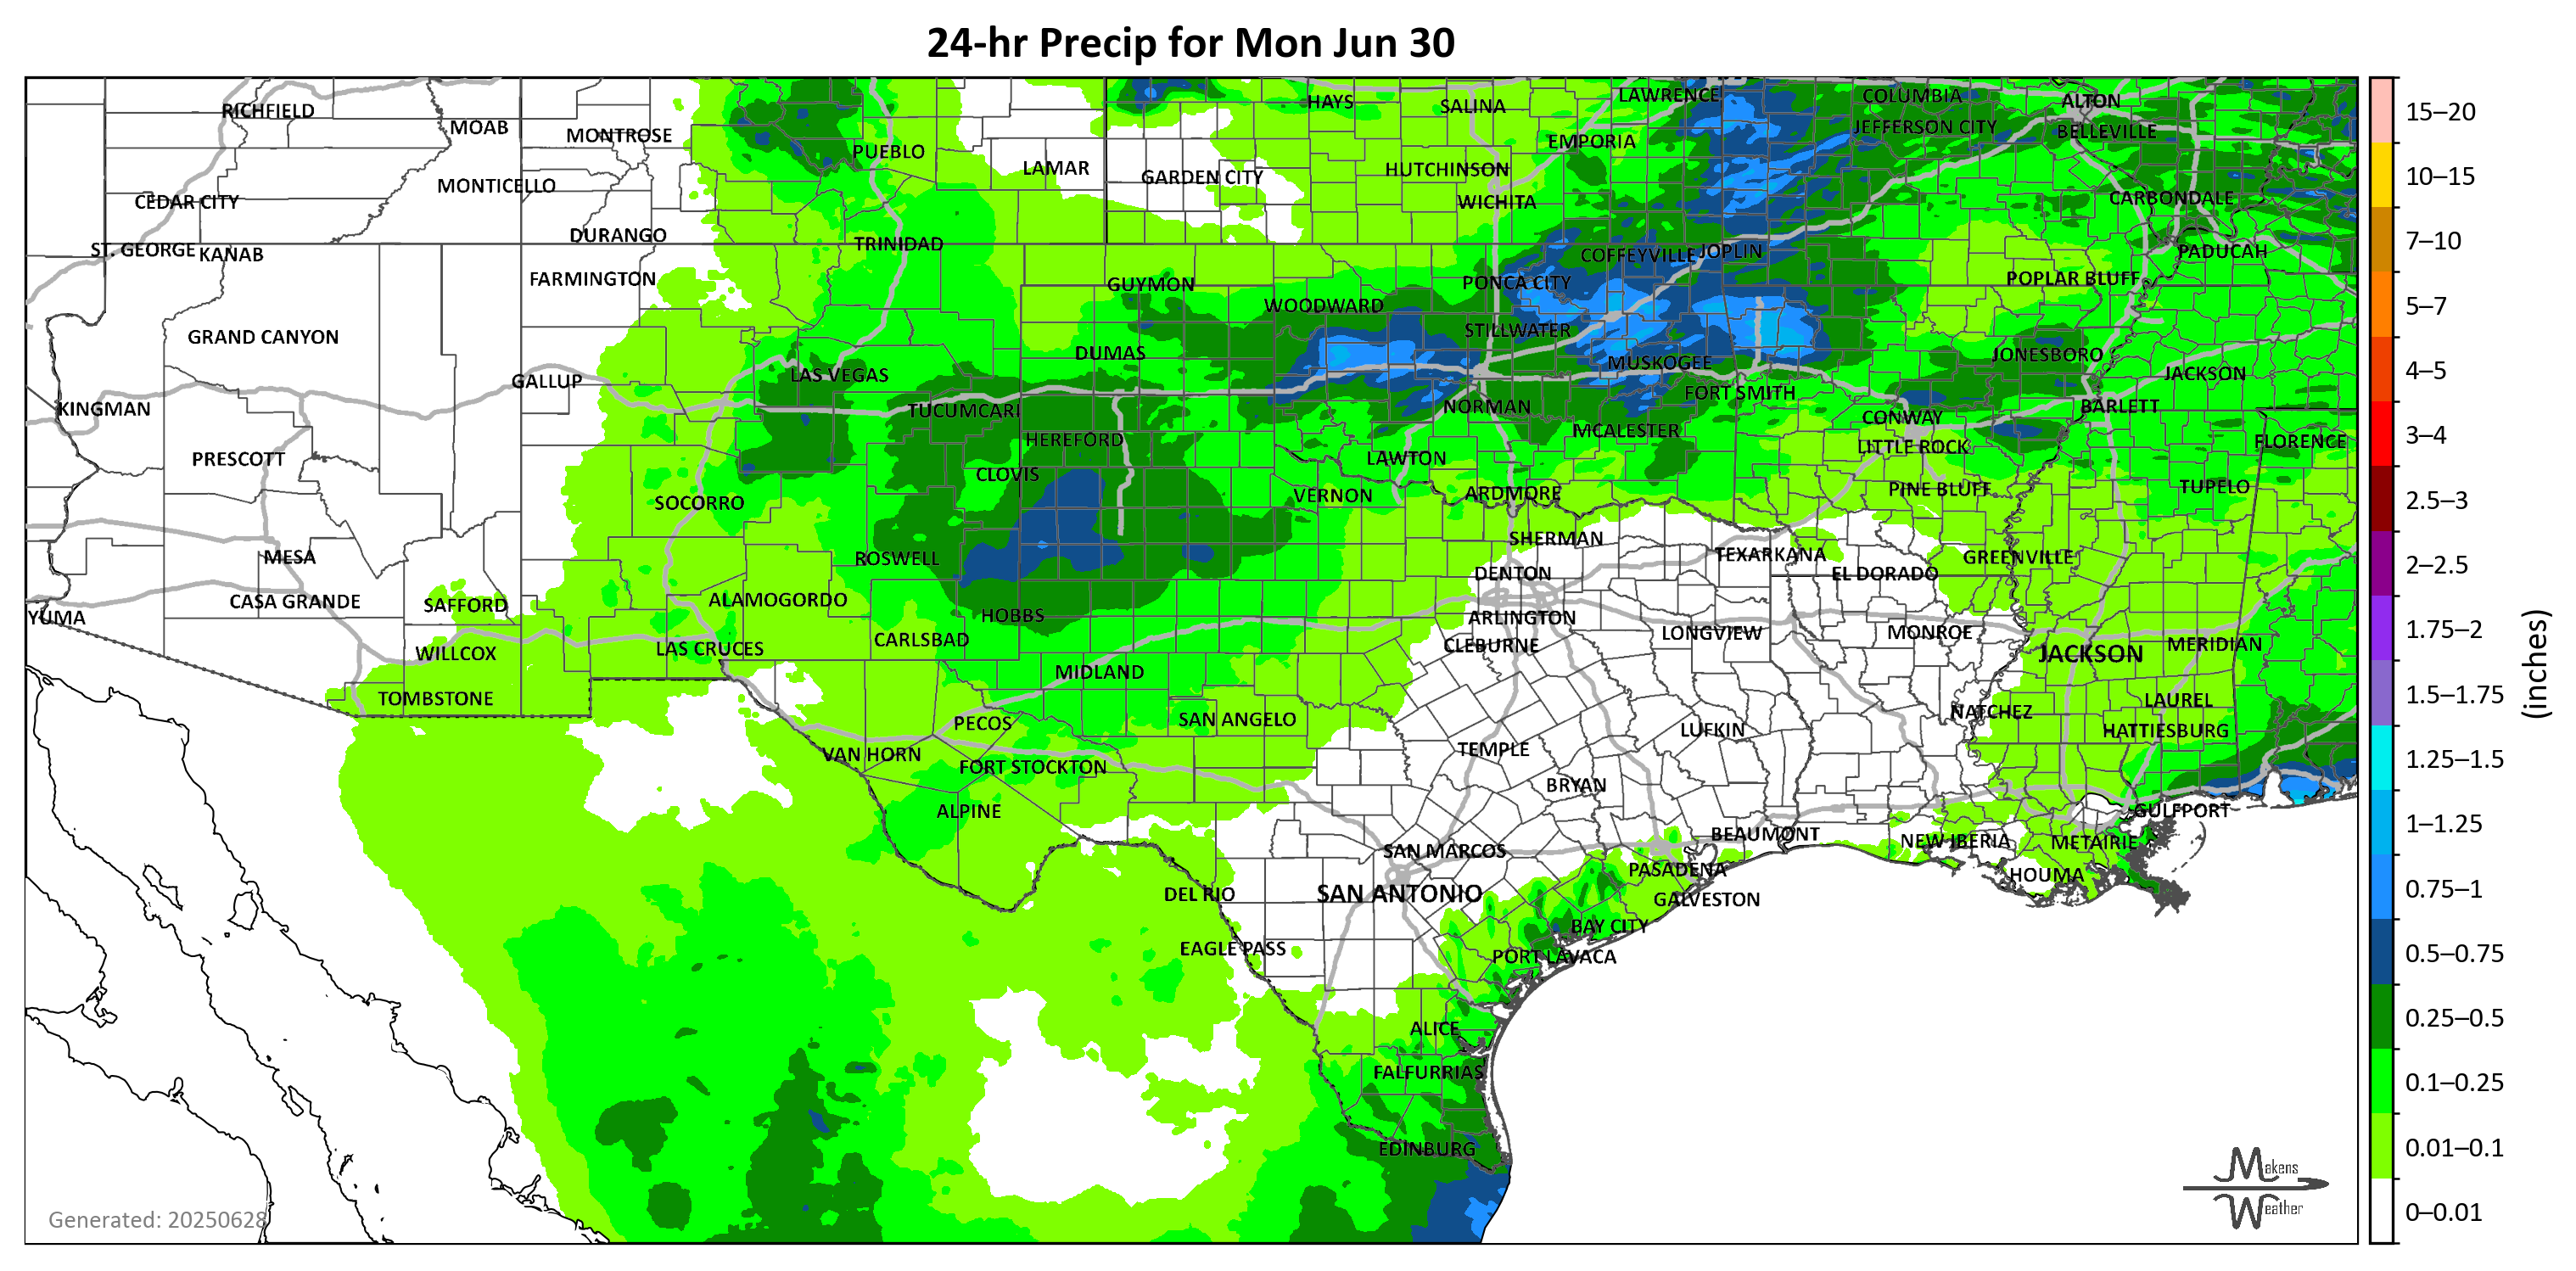 24-hr Precip for Mon Jun 30
RICHFIELD
MOAB
MONTROSE
PUEBLO
LAMAR
GARDEN CITY
HAYS
SALINA
LAWRENCE
COLUMBIA
ALTON
EMPORIA
JEFFERSON CITY
BELLEVILLE
HUTCHINSON
MONTICELLO
CEDAR CITY
WICHITA
CARBONDALE
DURANGO
TRINIDAD
ST. GEORGE
KANAB
COFFEYVILLE
JOPLIN
PADUCAH
FARMINGTON
GUYMON
PONCA CITY
POPLAR BLUFF
WOODWARD
GRAND CANYON
STILLWATER
DUMAS
MUSKOGEE
JONESBORO
GALLUP
LAS VEGAS
FORT SMITH
JACKSON
KINGMAN
TUCUMCARI
NORMAN
CONWAY
BARLETT
HEREFORD
MCALESTER
LITTLE ROCK
FLORENCE
PRESCOTT
CLOVIS
LAWTON
SOCORRO
VERNON
ARDMORE
PINE BLUFF
TUPELO
MESA
ROSWELL
SHERMAN
TEXARKANA
GREENVILLE
DENTON
EL DORADO
YUMA
CASA GRANDE
SAFFORD
ALAMOGORDO
HOBBS
ARLINGTON
WILLCOX
LAS CRUCES
CARLSBAD
CLEBURNE
LONGVIEW
MONROE
JACKSON
MERIDIAN
MIDLAND
TOMBSTONE
PECOS
SAN ANGELO
NATCHEZ
LAUREL
HATTIESBURG
VAN HORN
FORT STOCKTON
TEMPLE
LUFKIN
BRYAN
ALPINE
GULFPORT
SAN MARCOS
BEAUMONT
NEW IBERIA
METAIRIE
DEL RIO
SAN ANTONIO
PASADENA
HOUMA
GALVESTON
EAGLE PASS
BAY CITY
PORT LAVACA
ALICE
FALFURRIAS
EDINBURG
Generated: 20250628
Makens
Weather
15–20
10–15
7–10
5–7
4–5
3–4
2.5–3
2–2.5
1.75–2
1.5–1.75
1.25–1.5
1–1.25
0.75–1
0.5–0.75
0.25–0.5
0.1–0.25
0.01–0.1
0–0.01
(inches)